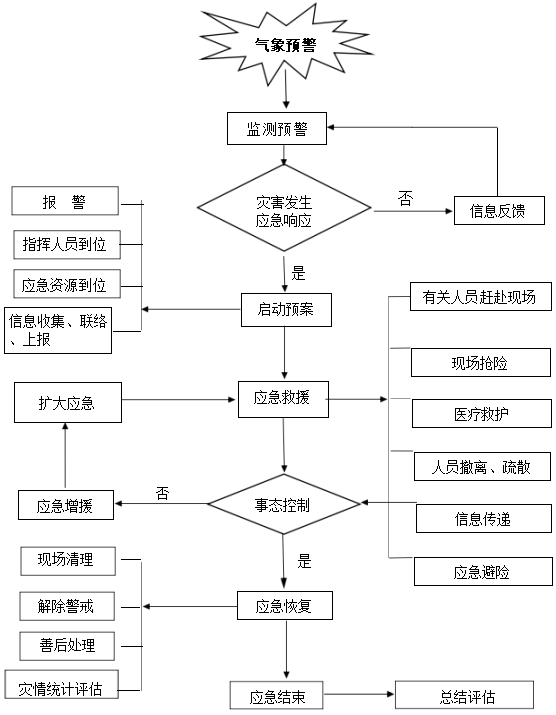 气象预警
监测预警
灾害发生
应急响应
否
信息反馈
报 警
指挥人员到位
应急资源到位
信息收集、联络
、上报
是
启动预案
有关人员赶赴现场
现场抢险
医疗救护
人员撤离、疏散
信息传递
应急避险
扩大应急
应急救援
应急增援
否
事态控制
是
现场清理
解除警戒
善后处理
灾情统计评估
应急恢复
应急结束
总结评估